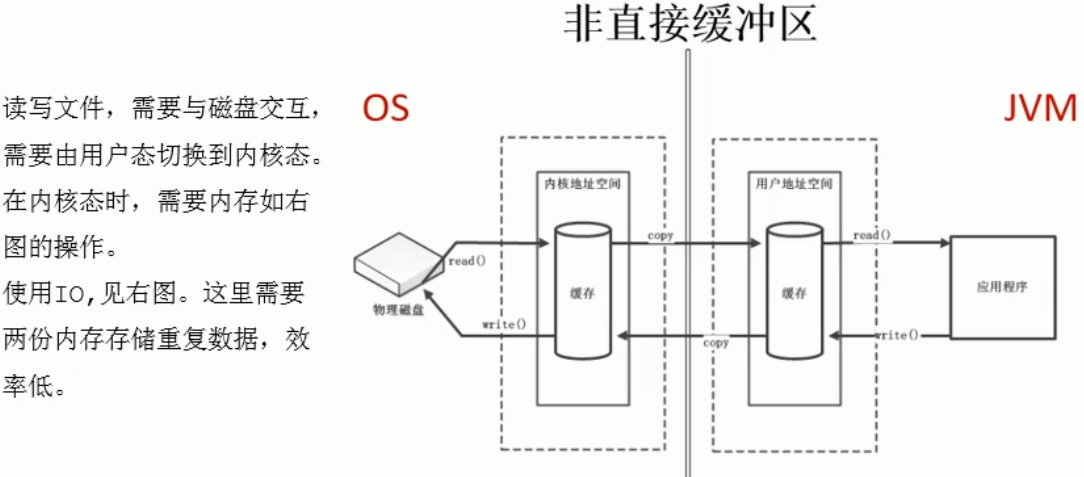 非直接缓冲区
读写文件，需要与磁盘交互，
需要由用户态切换到内核态。
在内核态时，需要内存如右
图的操作。
使用IO,见右图。这里需要
两份内存存储重复数据，效
率低。
OS
JVM
内核地址空间
用户地址空间
copy
read()
read()
缓存
缓存
应用程序
物理磁盘
write()
copy
write()